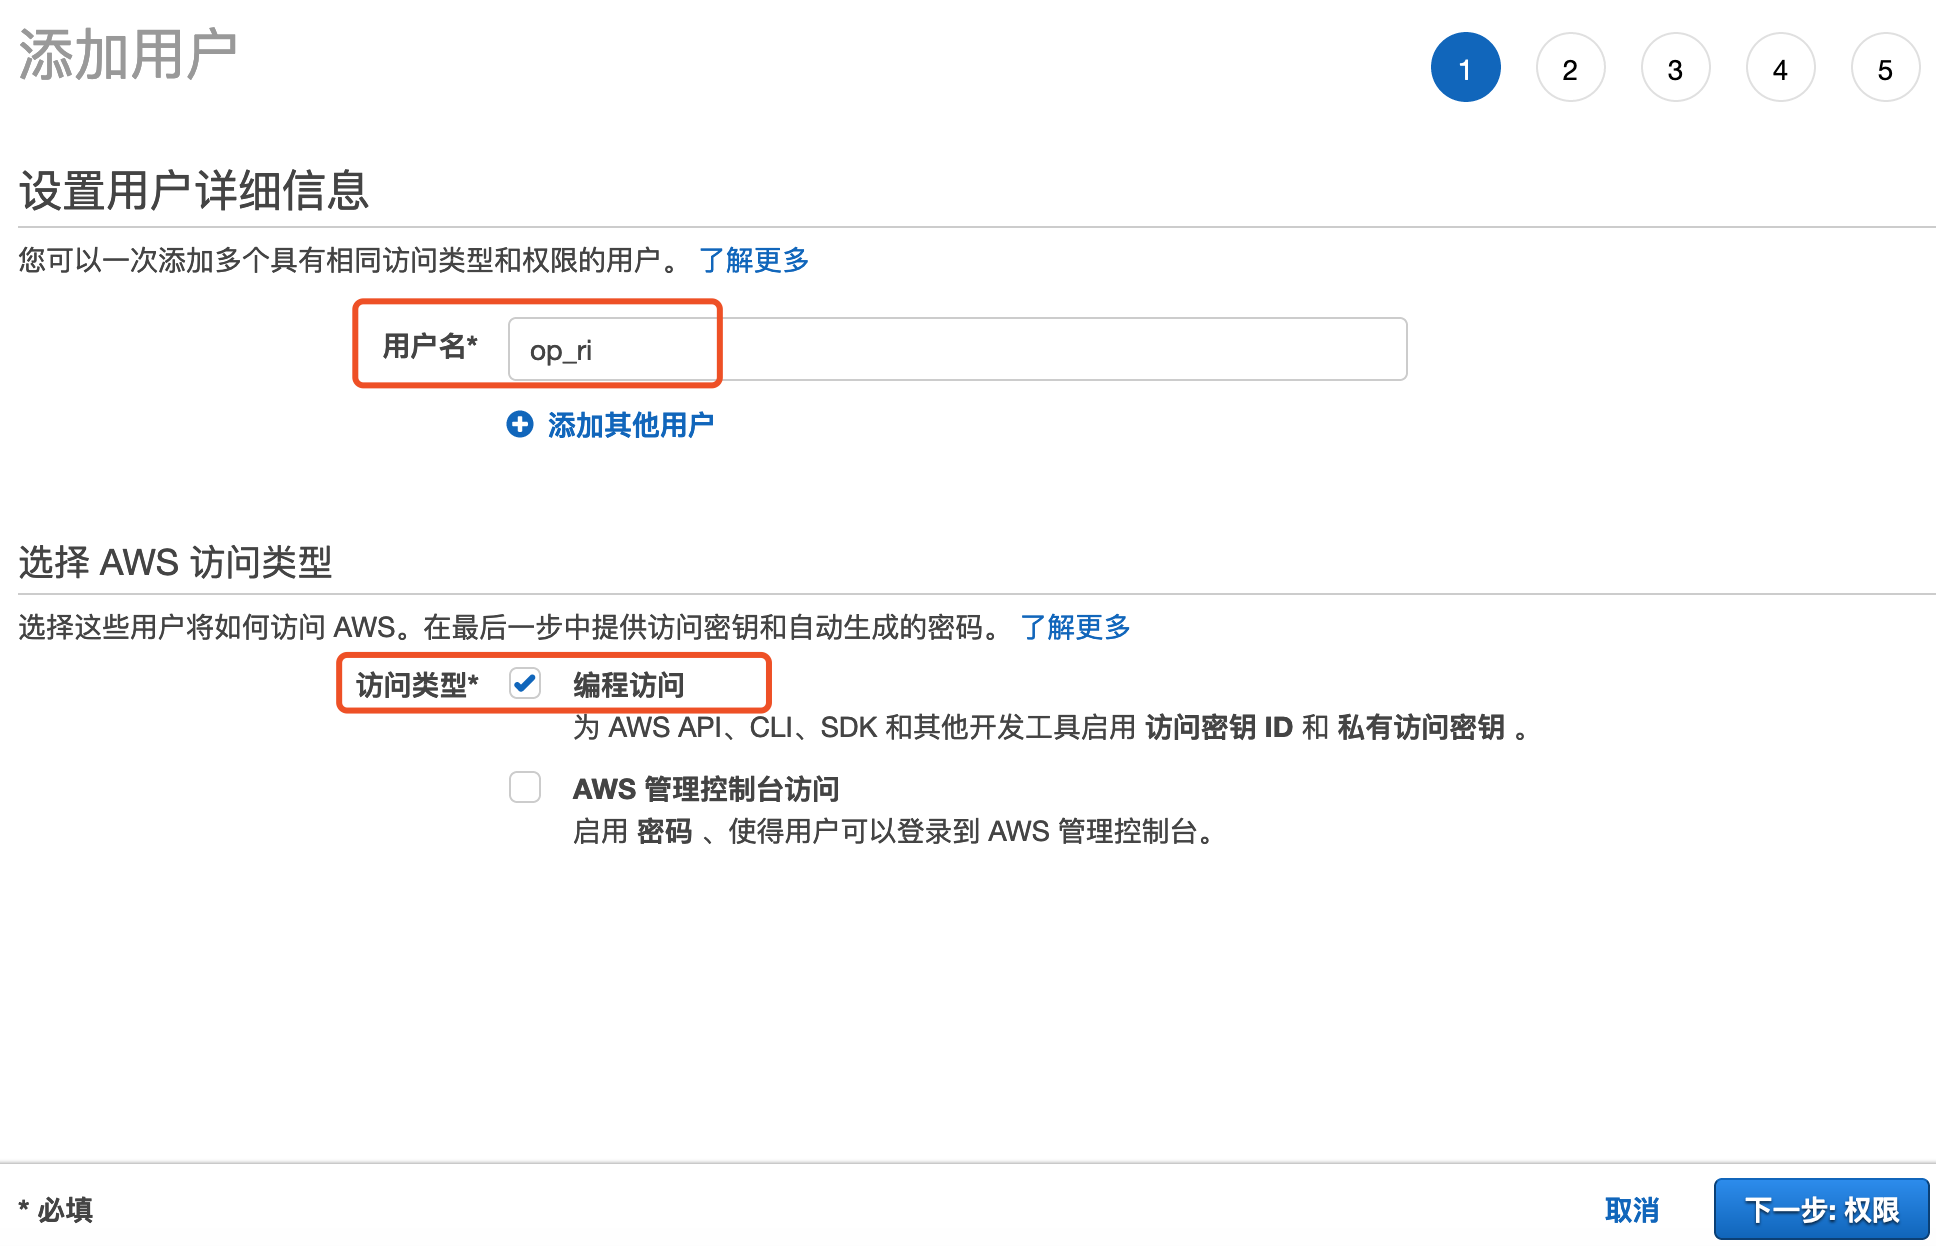 添加用户
1 2 3 4 5
设置用户详细信息
您可以一次添加多个具有相同访问类型和权限的用户。 了解更多
用户名* op_ri
添加其他用户
选择 AWS 访问类型
选择这些用户将如何访问 AWS。在最后一步中提供访问密钥和自动生成的密码。 了解更多
访问类型* 编程访问
为 AWS API、CLI、SDK 和其他开发工具启用 访问密钥 ID 和 私有访问密钥 。
AWS 管理控制台访问
启用 密码 、使得用户可以登录到 AWS 管理控制台。
* 必填 取消 下一步: 权限